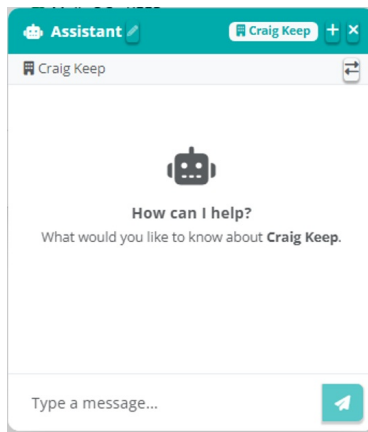 Assistant
Craig Keep
Craig Keep
How can I help?
What would you like to know about Craig Keep.
Type a message...